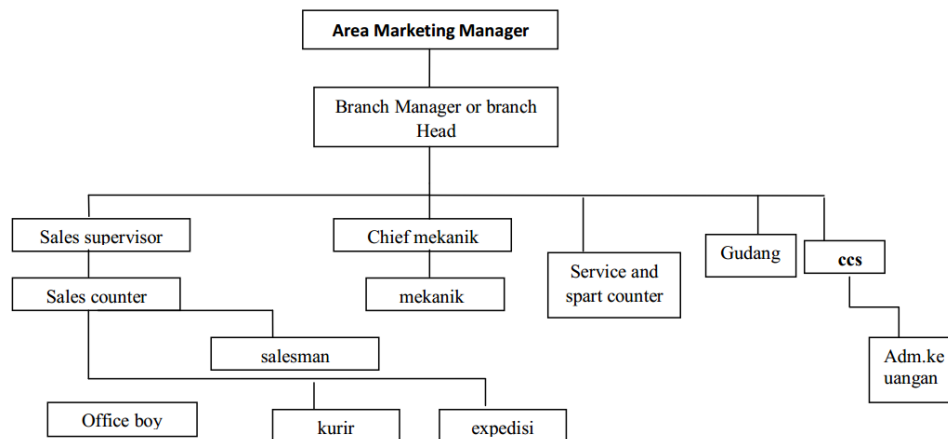 Area Marketing Manager
Branch Manager or branch
Head
Sales supervisor
Chief mekanik
Service and
spart counter
Gudang
ccs
Sales counter
mekanik
salesman
Adm.ke
uangan
Office boy
kurir
expedisi